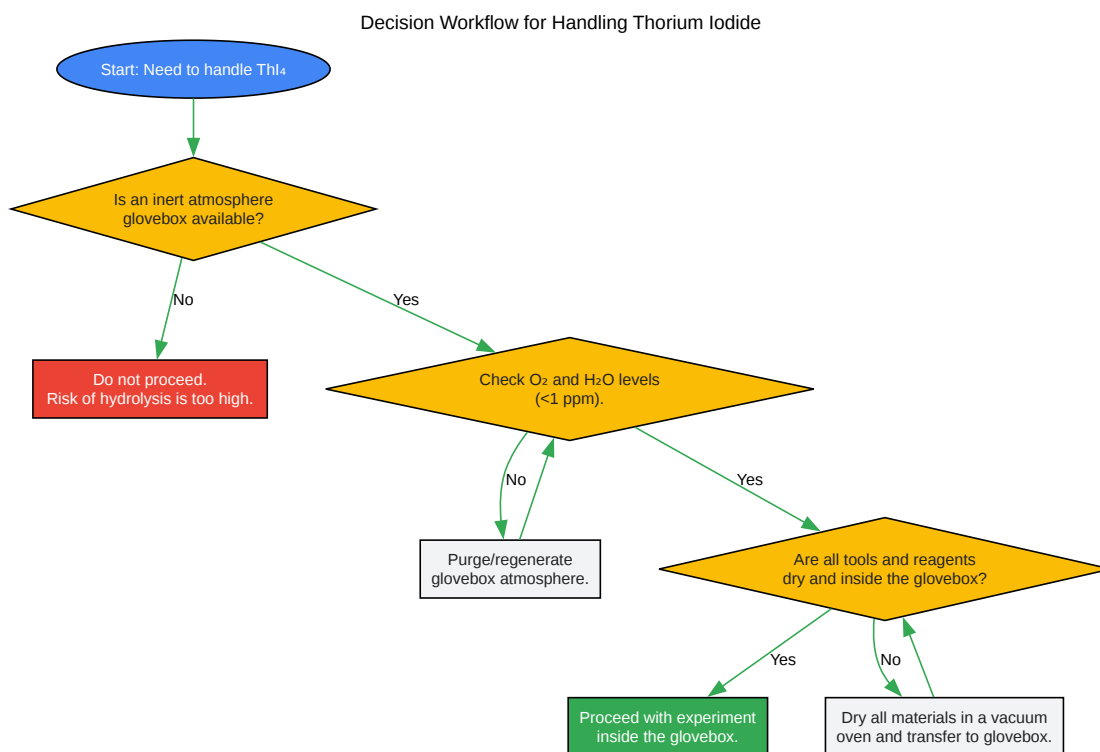 Decision Workflow for Handling Thorium Iodide
Start: Need to handle ThI₄
Is an inert atmosphere
glovebox available?
No
Yes
Do not proceed.
Risk of hydrolysis is too high.
Check O₂ and H₂O levels
(<1 ppm).
No
Yes
Purge/regenerate
glovebox atmosphere.
Are all tools and reagents
dry and inside the glovebox?
Yes
No
Proceed with experiment
inside the glovebox.
Dry all materials in a vacuum
oven and transfer to glovebox.